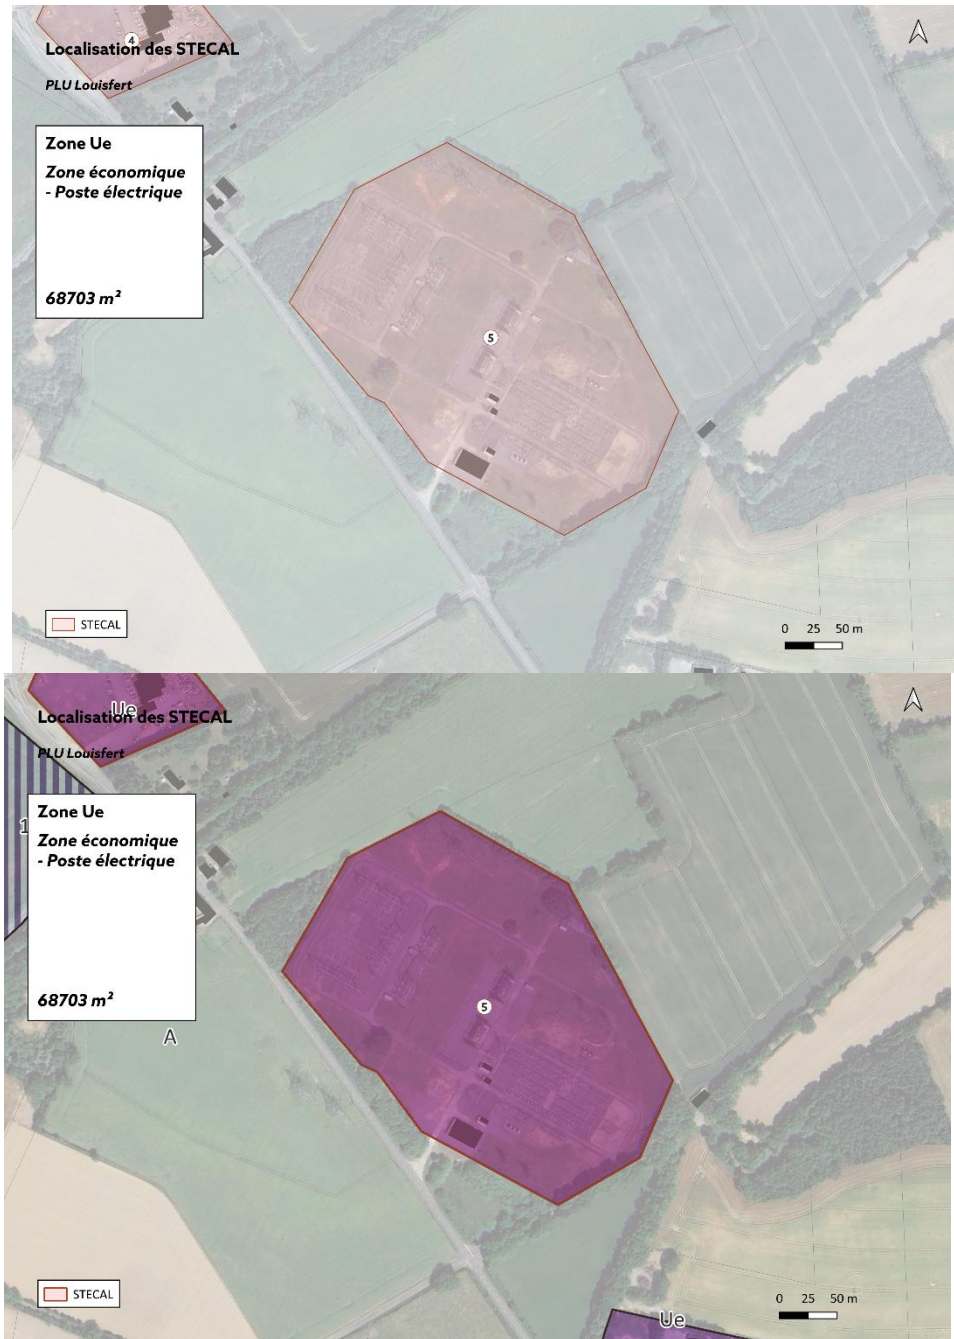 4
Localisation des STECAL
PLU Louisfert
Zone Ue
Zone économique
- Poste électrique
68703 m²
5
STECAL
0 25 50 m
Ue
Localisation des STECAL
PLU Louisfert
1
Zone Ue
Zone économique
- Poste électrique
68703 m²
5
A
STECAL
0 25 50 m
Ue